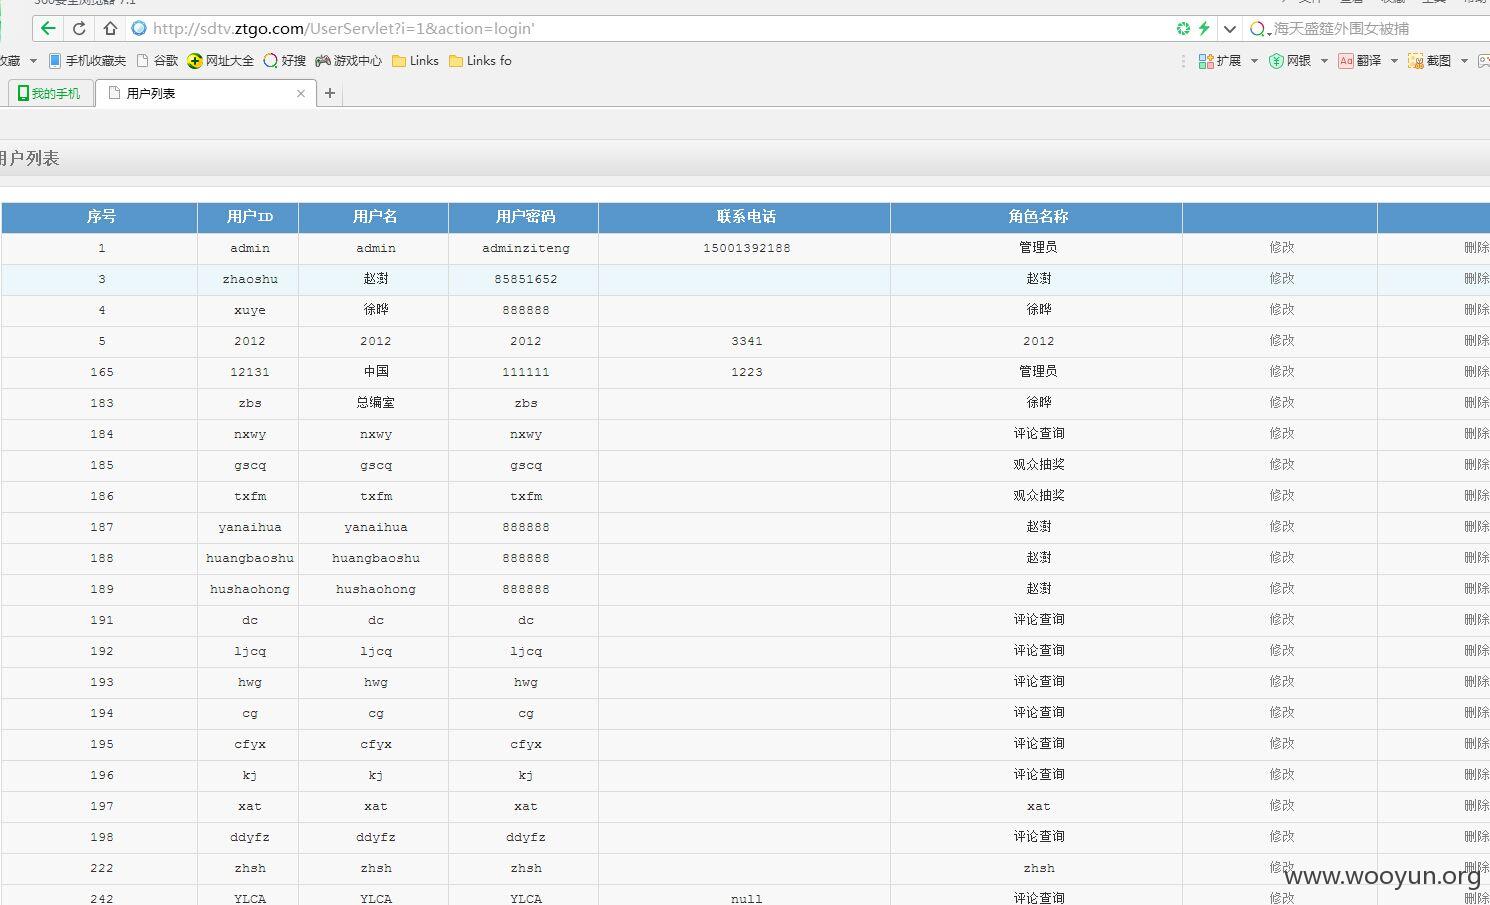 360安全浏览器 7.1
http://sdtv.ztgo.com/UserServlet?i=1&action=login' 海天盛筵外围女被捕
收藏 手机收藏夹 谷歌 网址大全 好搜 游戏中心 Links Links fo 扩展 网银 翻译 截图
我的手机 用户列表
用户列表
序号 用户ID 用户名 用户密码 联系电话 角色名称
1 admin admin adminziteng 15001392188 管理员 修改 删除
3 zhaoshu 赵澍 85851652 赵澍 修改 删除
4 xuye 徐晔 888888 徐晔 修改 删除
5 2012 2012 2012 3341 2012 修改 删除
165 12131 中国 111111 1223 管理员 修改 删除
183 zbs 总编室 zbs 徐晔 修改 删除
184 nxwy nxwy nxwy 评论查询 修改 删除
185 gscq gscq gscq 观众抽奖 修改 删除
186 txfm txfm txfm 观众抽奖 修改 删除
187 yanaihua yanaihua 888888 赵澍 修改 删除
188 huangbaoshu huangbaoshu 888888 赵澍 修改 删除
189 hushaohong hushaohong 888888 赵澍 修改 删除
191 dc dc dc 评论查询 修改 删除
192 ljcq ljcq ljcq 评论查询 修改 删除
193 hwg hwg hwg 评论查询 修改 删除
194 cg cg cg 评论查询 修改 删除
195 cfyx cfyx cfyx 评论查询 修改 删除
196 kj kj kj 评论查询 修改 删除
197 xat xat xat xat 修改 删除
198 ddyfz ddyfz ddyfz 评论查询 修改 删除
222 zhsh zhsh zhsh zhsh 修改 删除
www.wooyun.org
242 YLCA YLCA YLCA null 评论查询 修改 删除